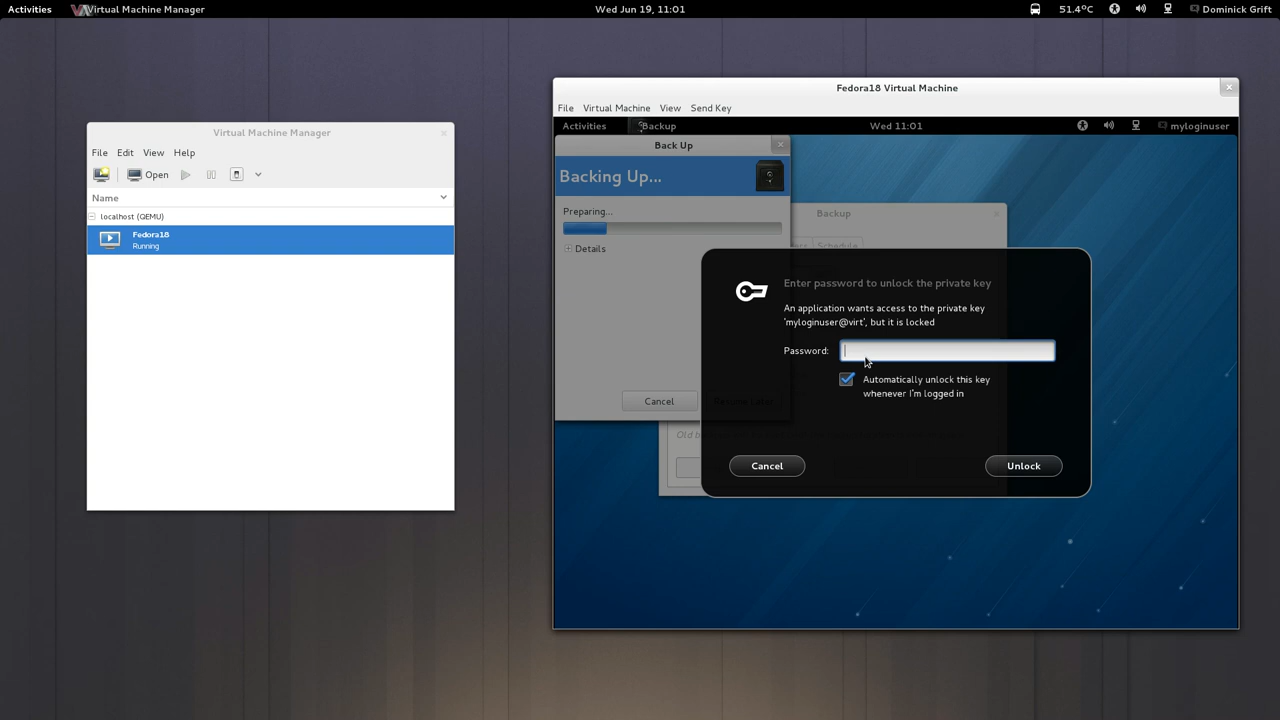 Activities
Virtual Machine Manager
Wed Jun 19, 11:01
51.4°C
Dominick Grift
Virtual Machine Manager
File Edit View Help
Open
Name
localhost (QEMU)
Fedora18
Running
Fedora18 Virtual Machine
File Virtual Machine View Send Key
Activities
Backup
Wed 11:01
myloginuser
Back Up
Backing Up...
Preparing...
Details
Cancel
Resume Later
Backup
Schedule
Enter password to unlock the private key
An application wants access to the private key
'myloginuser@virt', but it is locked
Password:
Automatically unlock this key
whenever I'm logged in
Cancel
Unlock